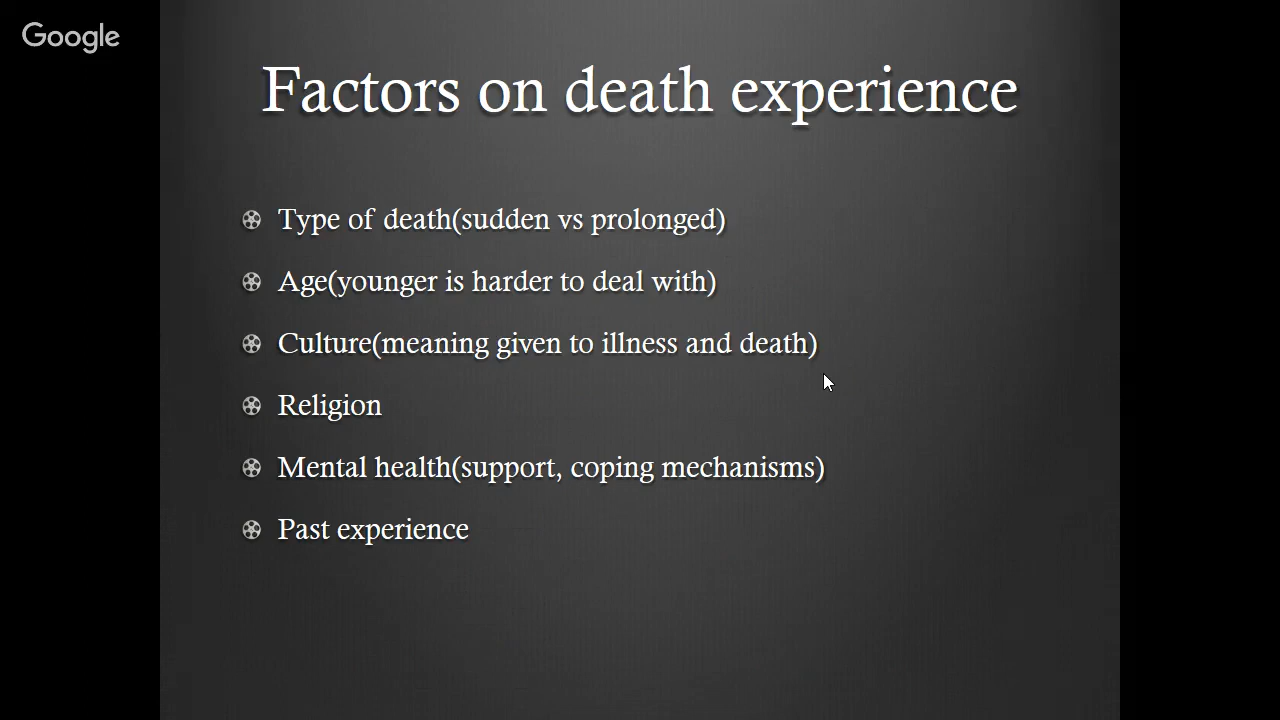 Google
Factors on death experience
Type of death(sudden vs prolonged)
Age(younger is harder to deal with)
Culture(meaning given to illness and death)
Religion
Mental health(support, coping mechanisms)
Past experience